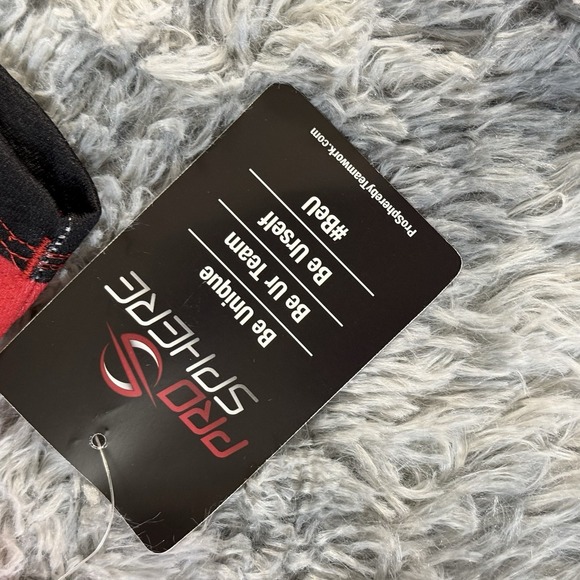 PRO
SPHERE
Be Unique
Be Ur Team
Be Urself
#BeU
ProSpherebyTeamwork.com